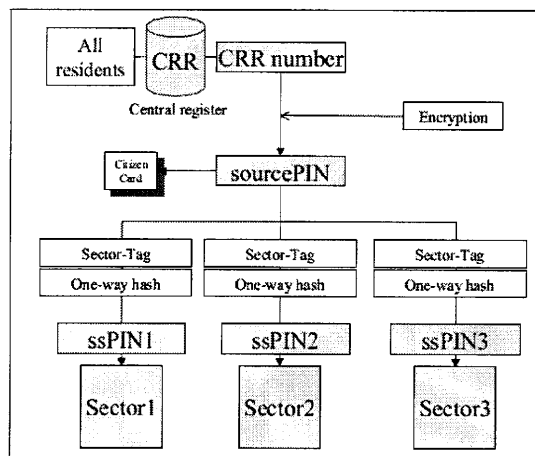 All
residents
CRR
CRR number
Central register
Encryption
Citizen
Card
sourcePIN
Sector-Tag
Sector-Tag
Sector-Tag
One-way hash
One-way hash
One-way hash
ssPIN1
ssPIN2
ssPIN3
Sector1
Sector2
Sector3